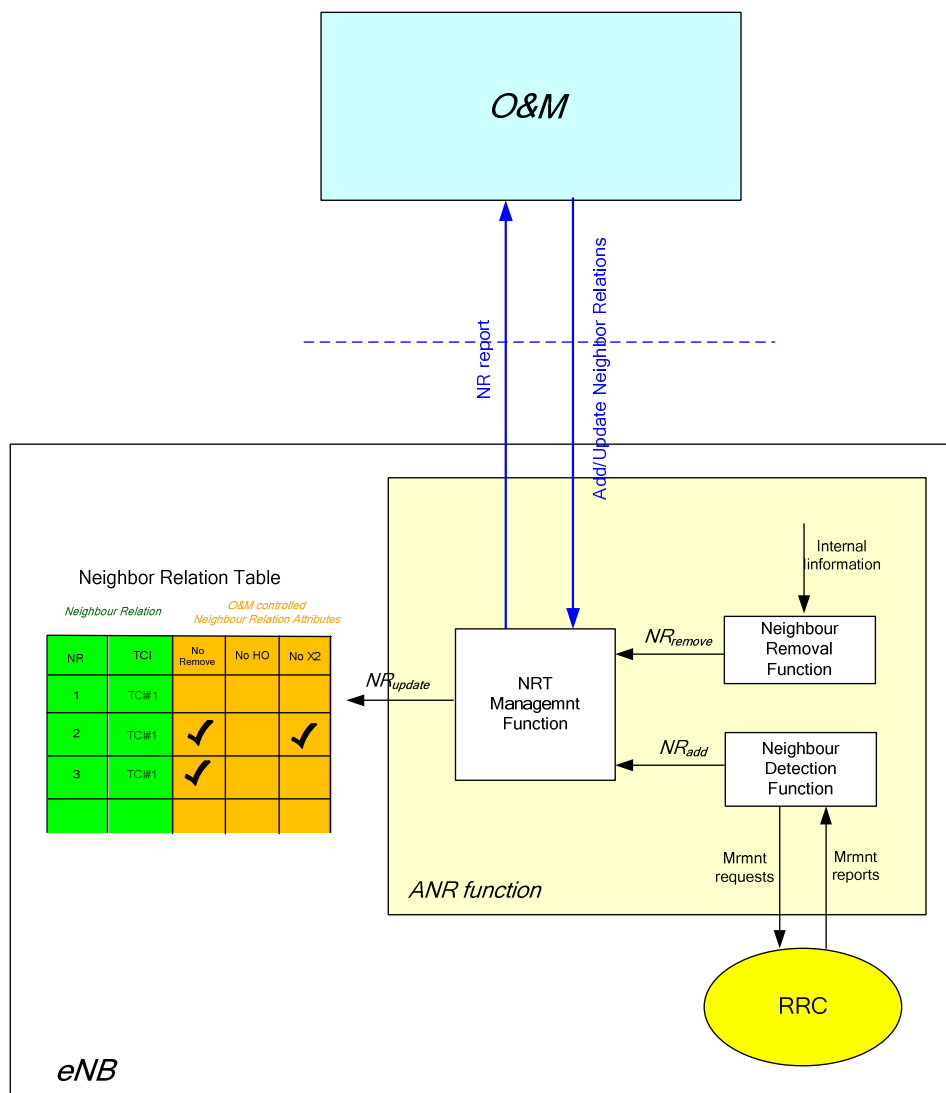 O&M
NR report
Add/Update Neighbor Relations
Neighbor Relation Table
Neighbour Relation
O&M controlled
Neighbour Relation Attributes
NR TCI No Remove No HO No X2
1 TCI#1
2 TCI#1 ✓ ✓
3 TCI#1 ✓
NRupdate
NRT
Managemnt
Function
Internal
Iinformation
NRremove
Neighbour
Removal
Function
NRadd
Neighbour
Detection
Function
Mrmnt
requests
Mrmnt
reports
ANR function
RRC
eNB